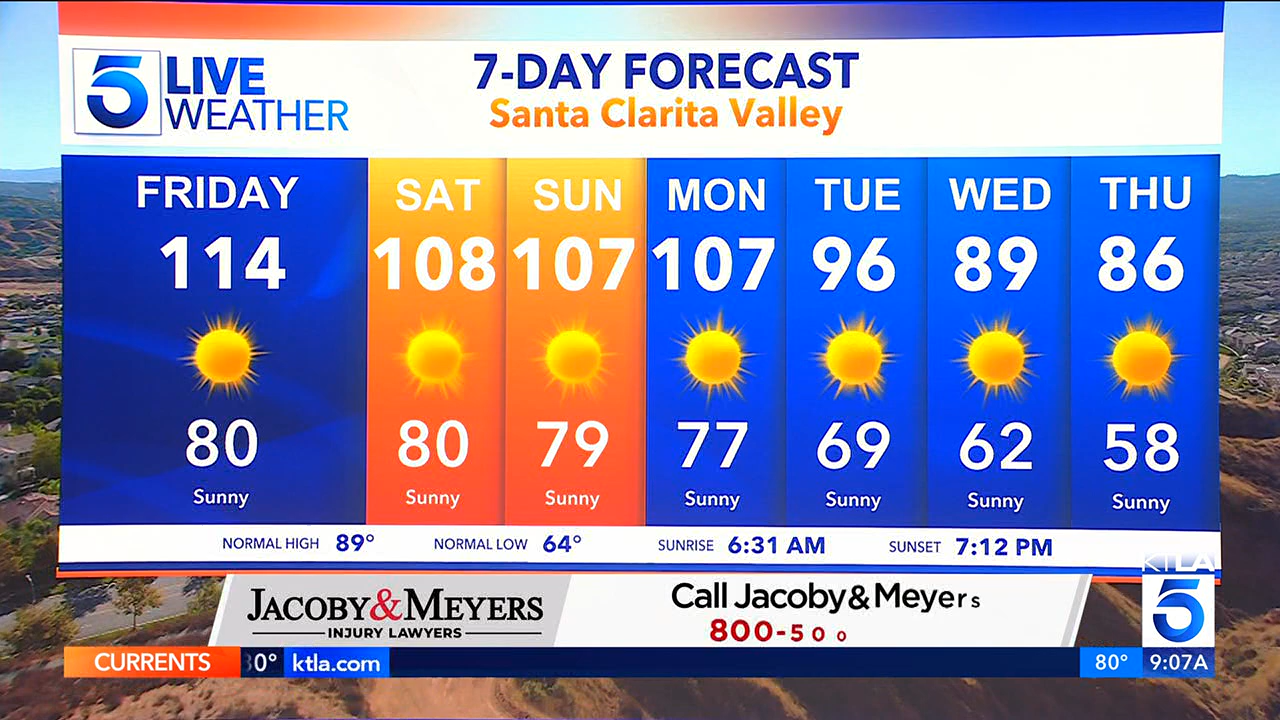 5 LIVE WEATHER
7-DAY FORECAST
Santa Clarita Valley
FRIDAY SAT SUN MON TUE WED THU
114 108 107 107 96 89 86
80 80 79 77 69 62 58
Sunny Sunny Sunny Sunny Sunny Sunny Sunny
NORMAL HIGH 89° NORMAL LOW 64° SUNRISE 6:31 AM SUNSET 7:12 PM
KTLA 5
JACOBY&MEYERS
INJURY LAWYERS
Call Jacoby&Meyers
800-500
CURRENTS 80° ktla.com 80° 9:07A